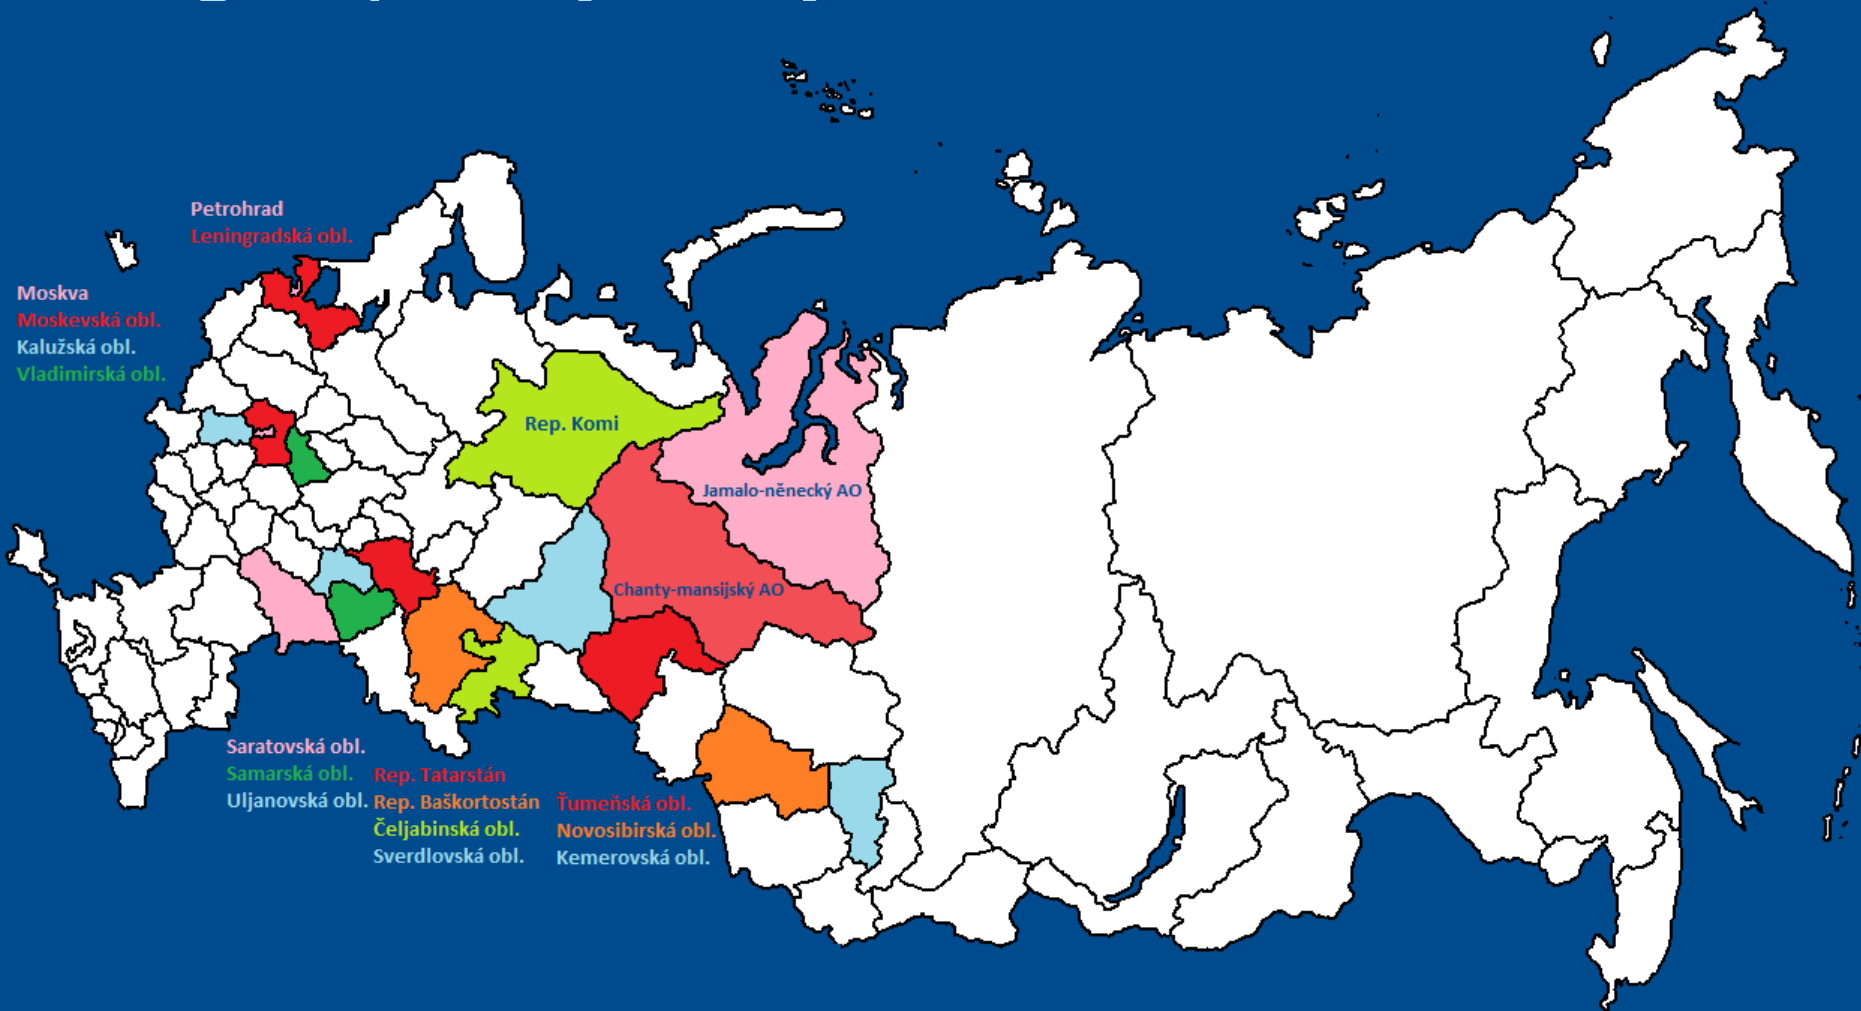 Petrohrad
Leningradská obl.
Moskva
Moskevská obl.
Kalužská obl.
Vladimirská obl.
Rep. Komi
Jamalo-něnecký AO
Chanty-mansijský AO
Saratovská obl.
Samarská obl.
Uljanovská obl.
Rep. Tatarstán
Rep. Baškortostán
Čeljabinská obl.
Sverdlovská obl.
Ťumeňská obl.
Novosibirská obl.
Kemerovská obl.